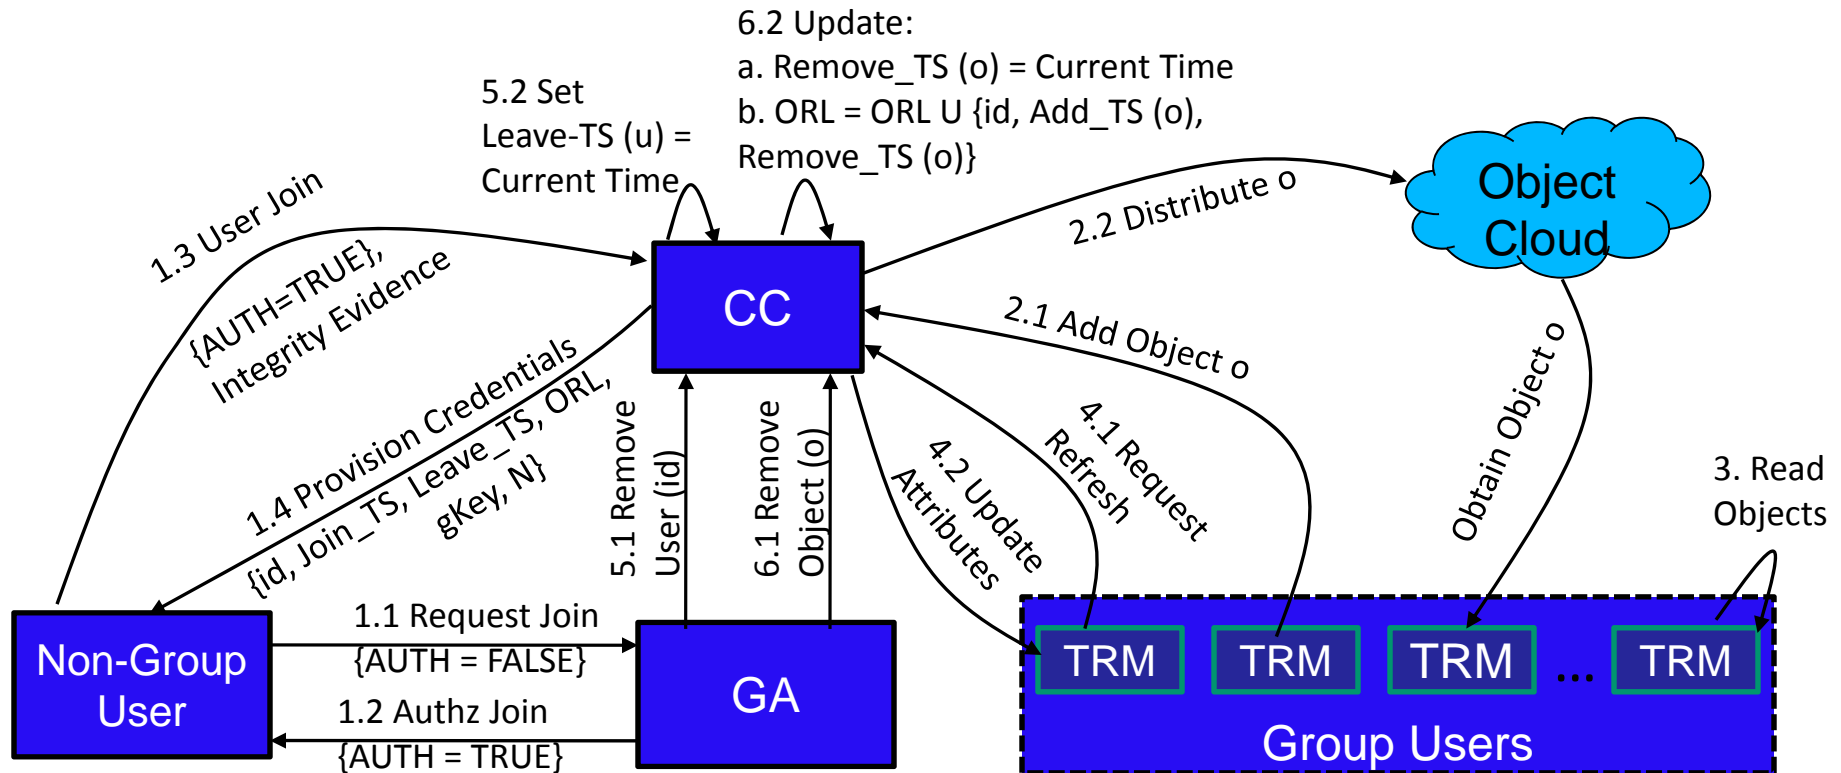 6.2 Update:
a. Remove_TS (o) = Current Time
b. ORL = ORL U {id, Add_TS (o),
Remove_TS (o)}
5.2 Set
Leave-TS (u) =
Current Time
1.3 User Join
{AUTH=TRUE},
Integrity Evidence
2.2 Distribute o
Object
Cloud
CC
2.1 Add Object o
1.4 Provision Credentials
{id, Join_TS, Leave_TS, ORL,
gKey, N}
5.1 Remove
User (id)
6.1 Remove
Object (o)
4.2 Update
Attributes
4.1 Request
Refresh
Obtain Object o
3. Read
Objects
1.1 Request Join
{AUTH = FALSE}
1.2 Authz Join
{AUTH = TRUE}
Non-Group
User
GA
TRM
TRM
TRM
...
TRM
Group Users